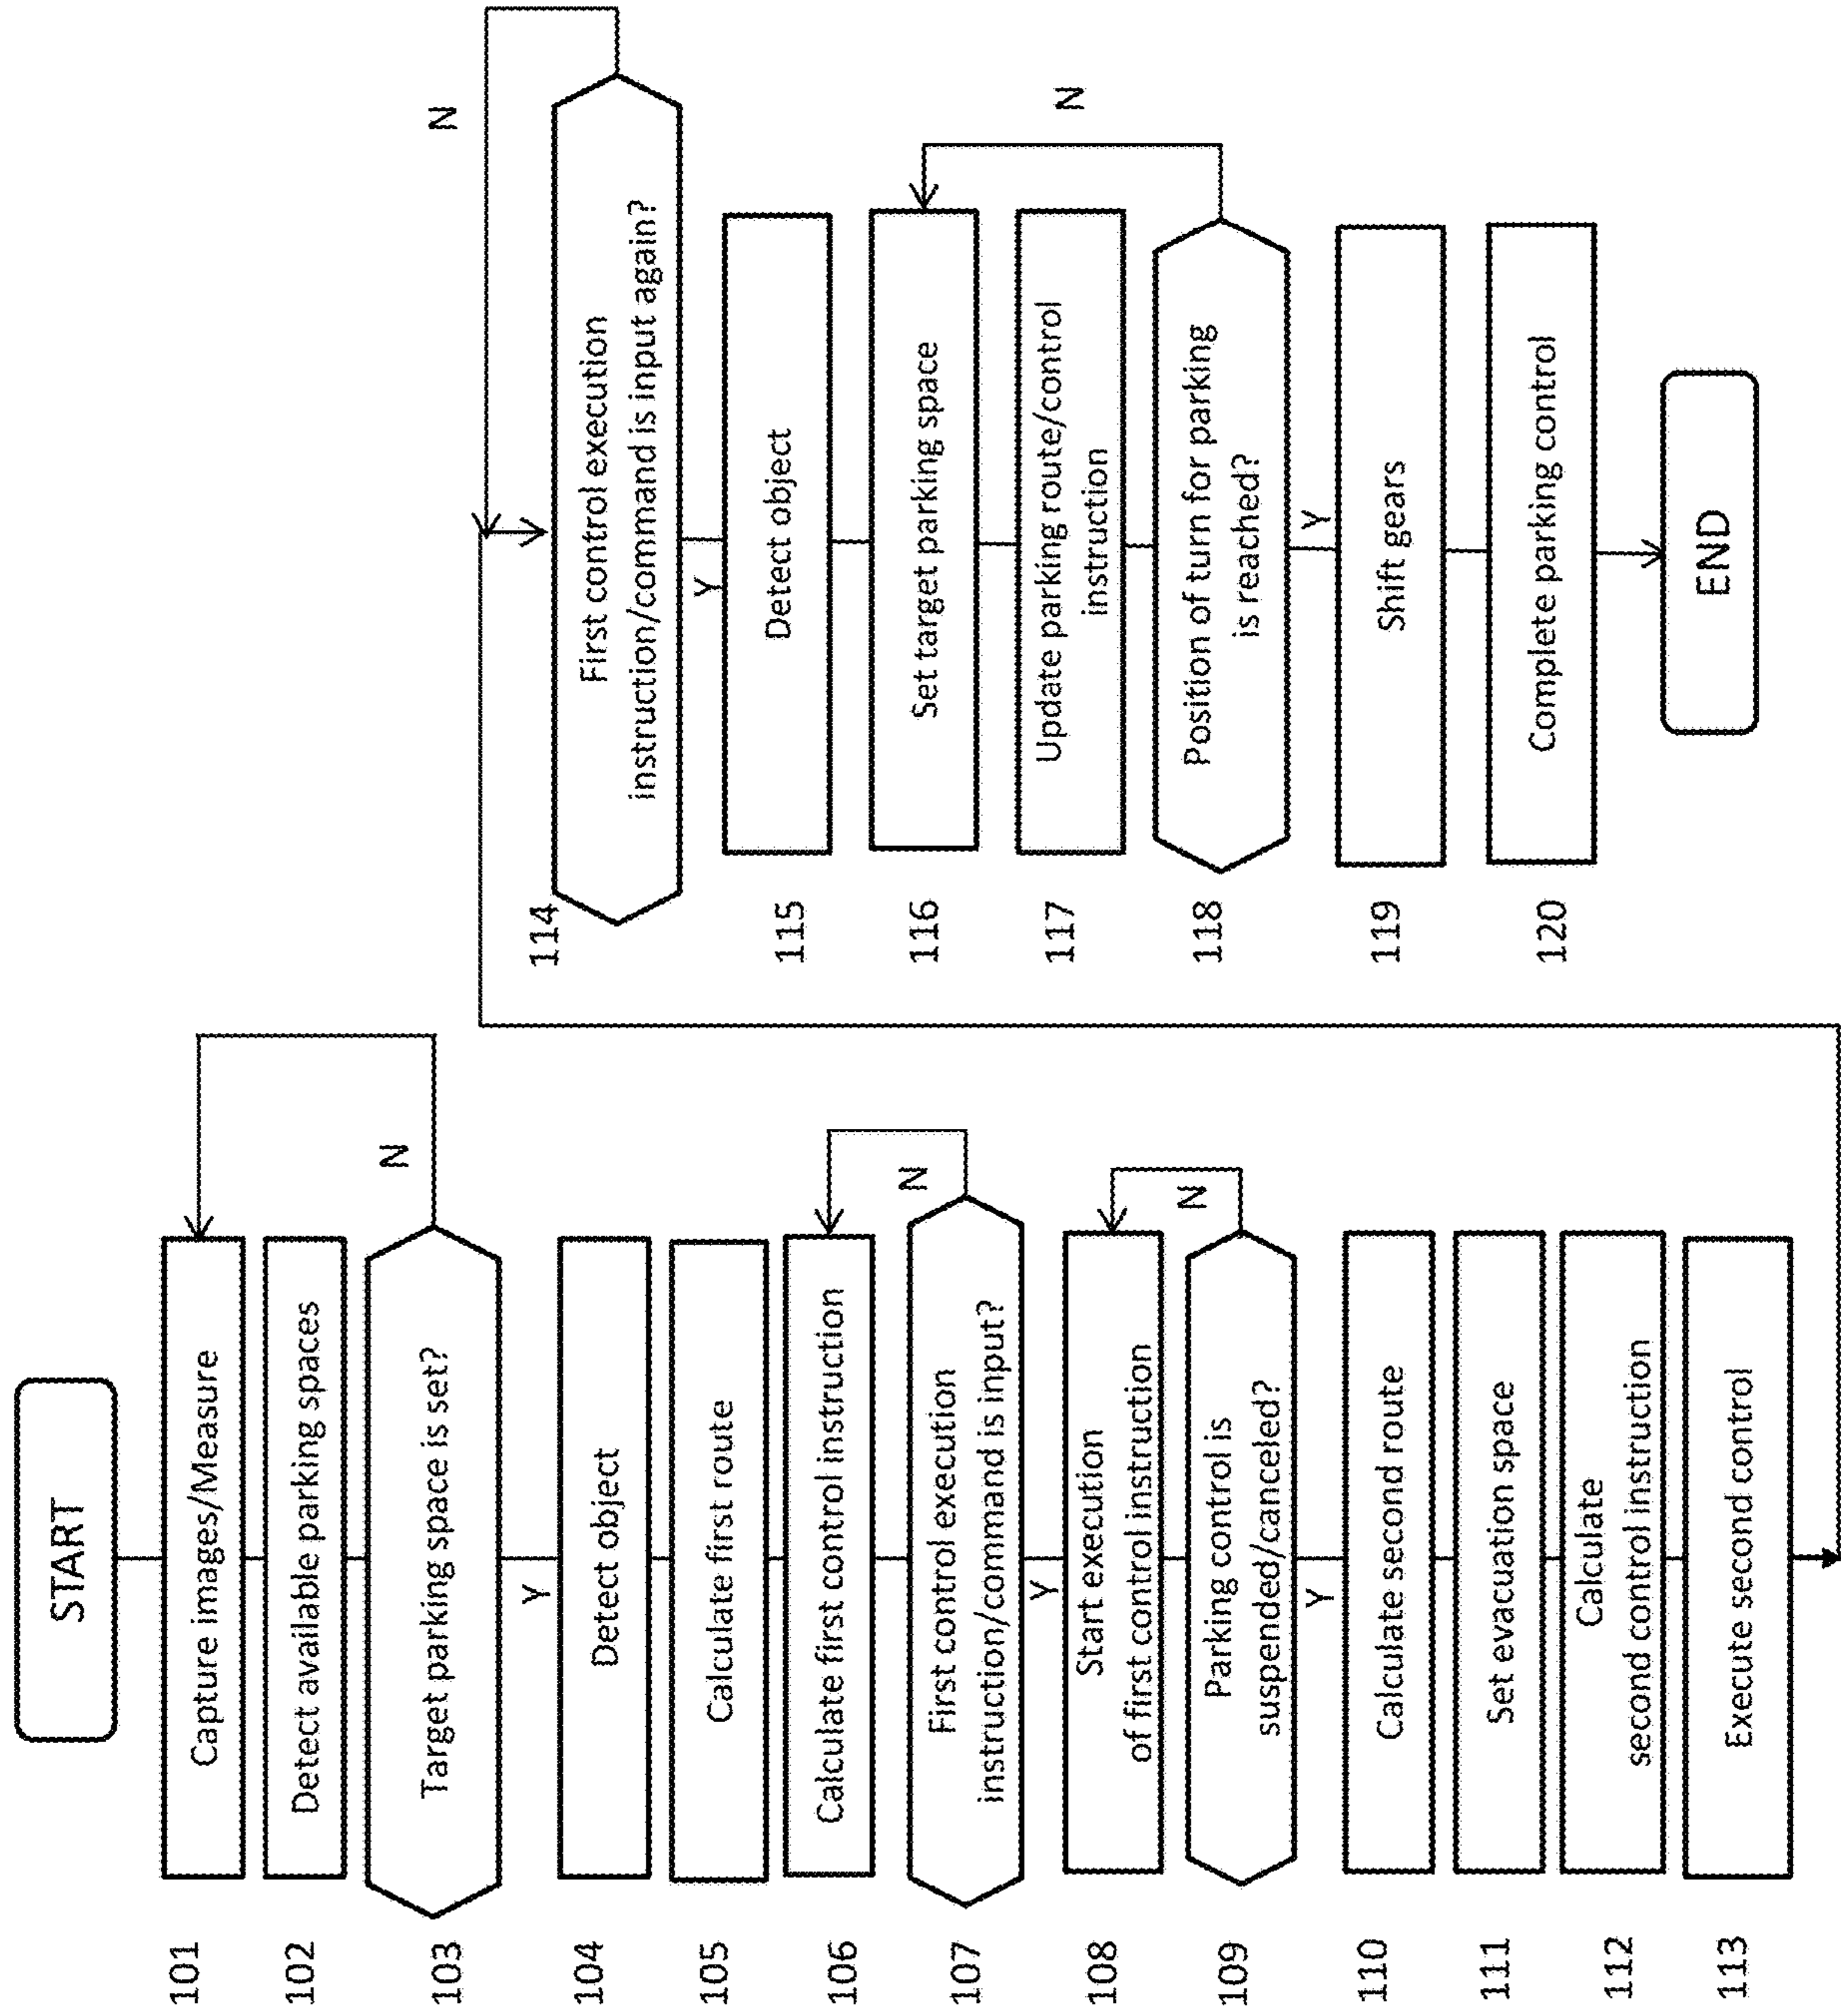 START
101
Capture images/Measure
102
Detect available parking spaces
103
Target parking space is set?
N
Y
104
Detect object
105
Calculate first route
106
Calculate first control instruction
107
First control execution
instruction/command is input?
N
Y
108
Start execution
of first control instruction
109
Parking control is
suspended/canceled?
N
Y
110
Calculate second route
111
Set evacuation space
112
Calculate
second control instruction
113
Execute second control
114
First control execution
instruction/command is input again?
N
Y
115
Detect object
116
Set target parking space
117
Update parking route/control
instruction
118
Position of turn for parking
is reached?
N
Y
119
Shift gears
120
Complete parking control
END